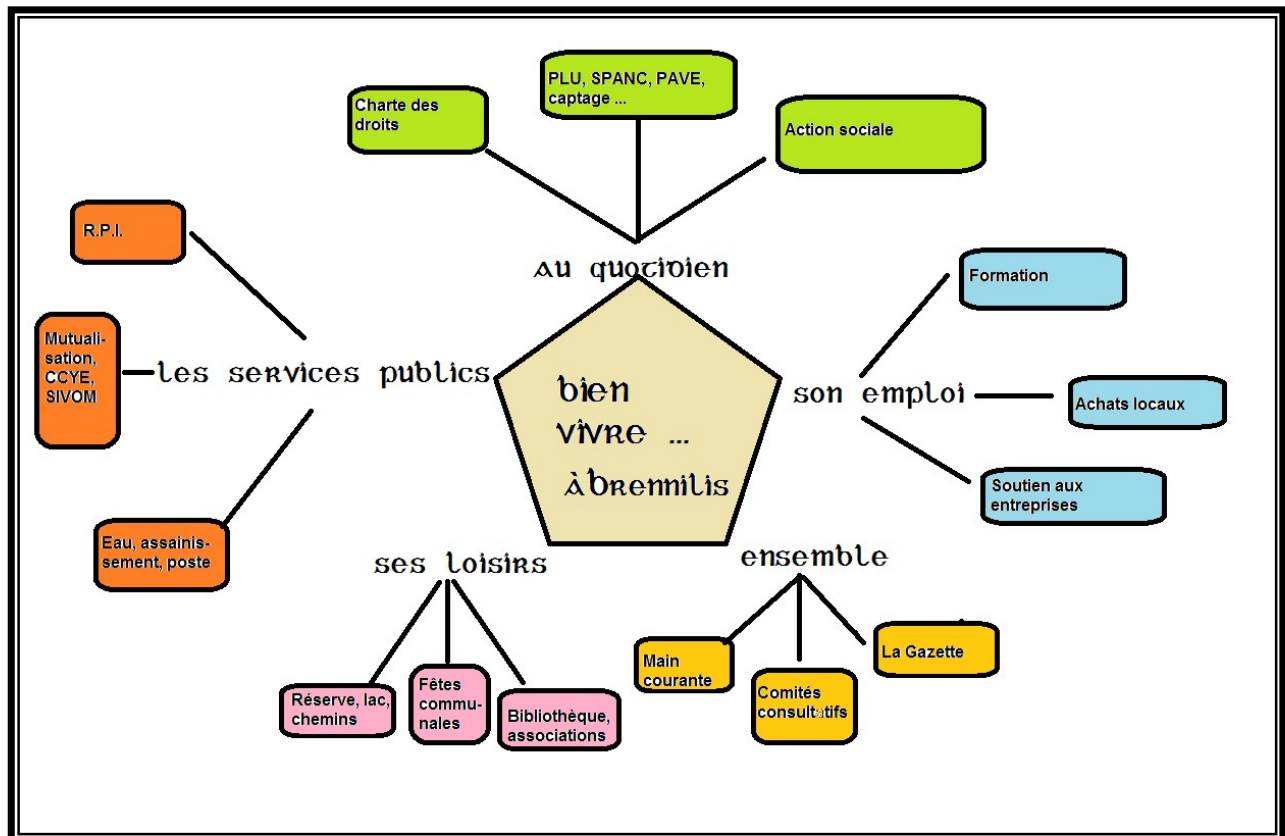 PLU, SPANC, PAVE,
captage ...
Charte des
droits
Action sociale
R.P.I.
au quotidien
Formation
Mutuali-
sation,
CCYE,
SIVOM
les services publics
bien
vivre ...
à brennilis
son emploi
Achats locaux
Soutien aux
entreprises
Eau, assainis-
sement, poste
ses loisirs
ensemble
Réserve, lac,
chemins
Fêtes
commu-
nales
Bibliothèque,
associations
Main
courante
Comités
consultatifs
La Gazette